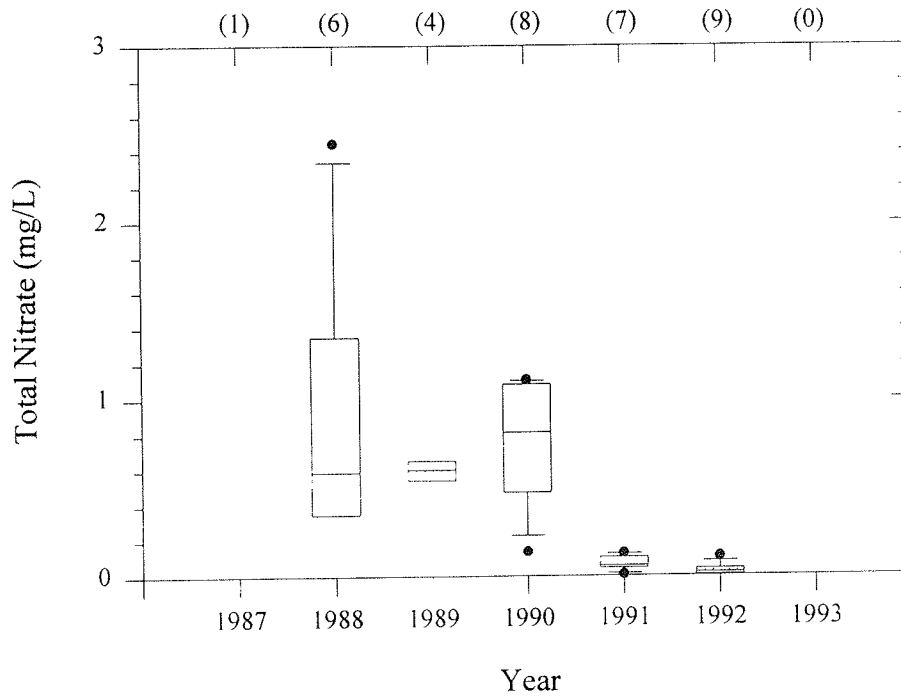 (1) (6) (4) (8) (7) (9) (0)
3
2
1
0
Total Nitrate (mg/L)
1987 1988 1989 1990 1991 1992 1993
Year